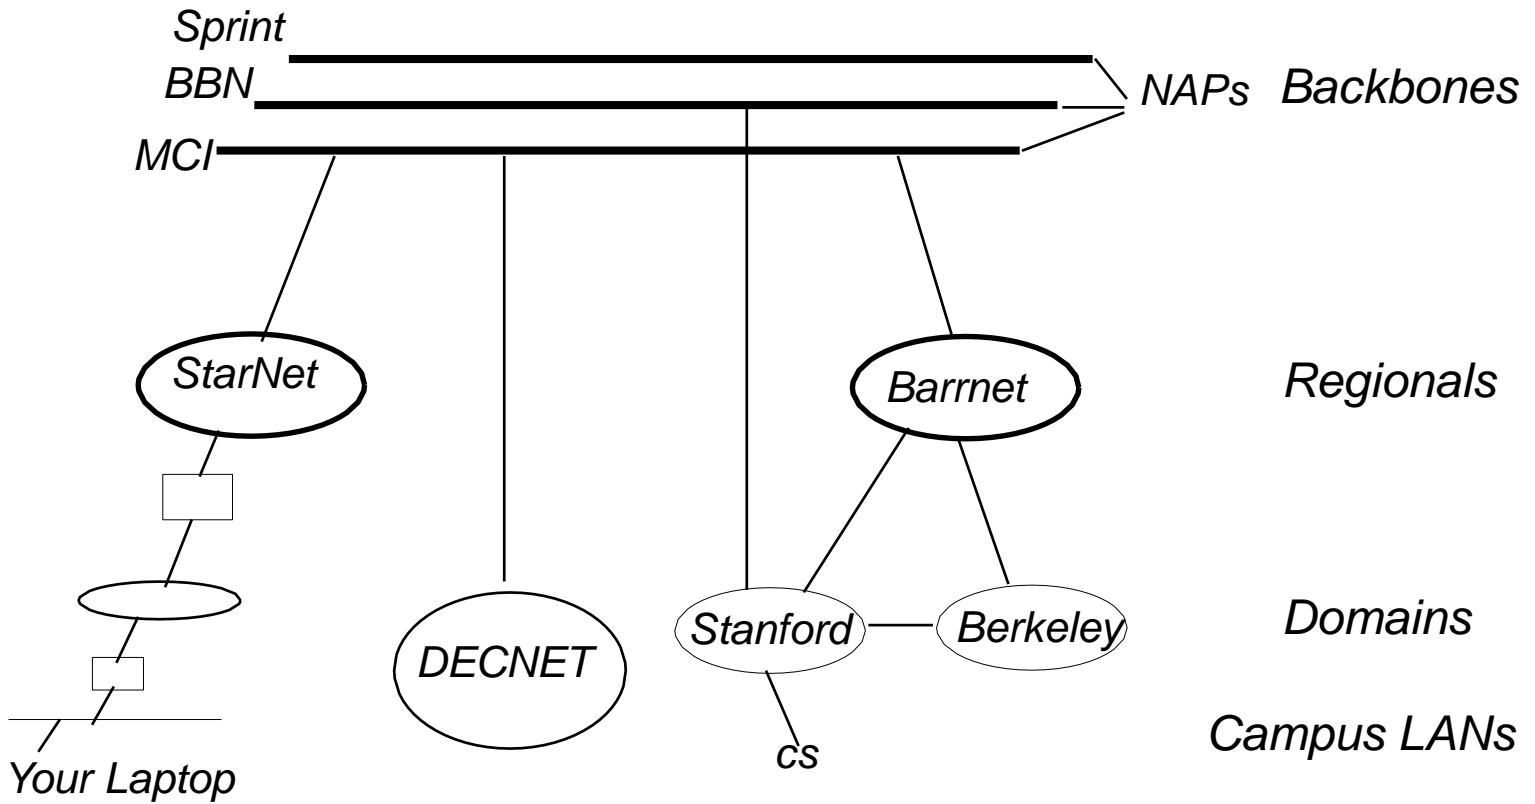 Sprint
BBN
NAPs
Backbones
MCI
StarNet
Barrnet
Regionals
Stanford
Berkeley
Domains
DECNET
Campus LANs
cs
Your Laptop